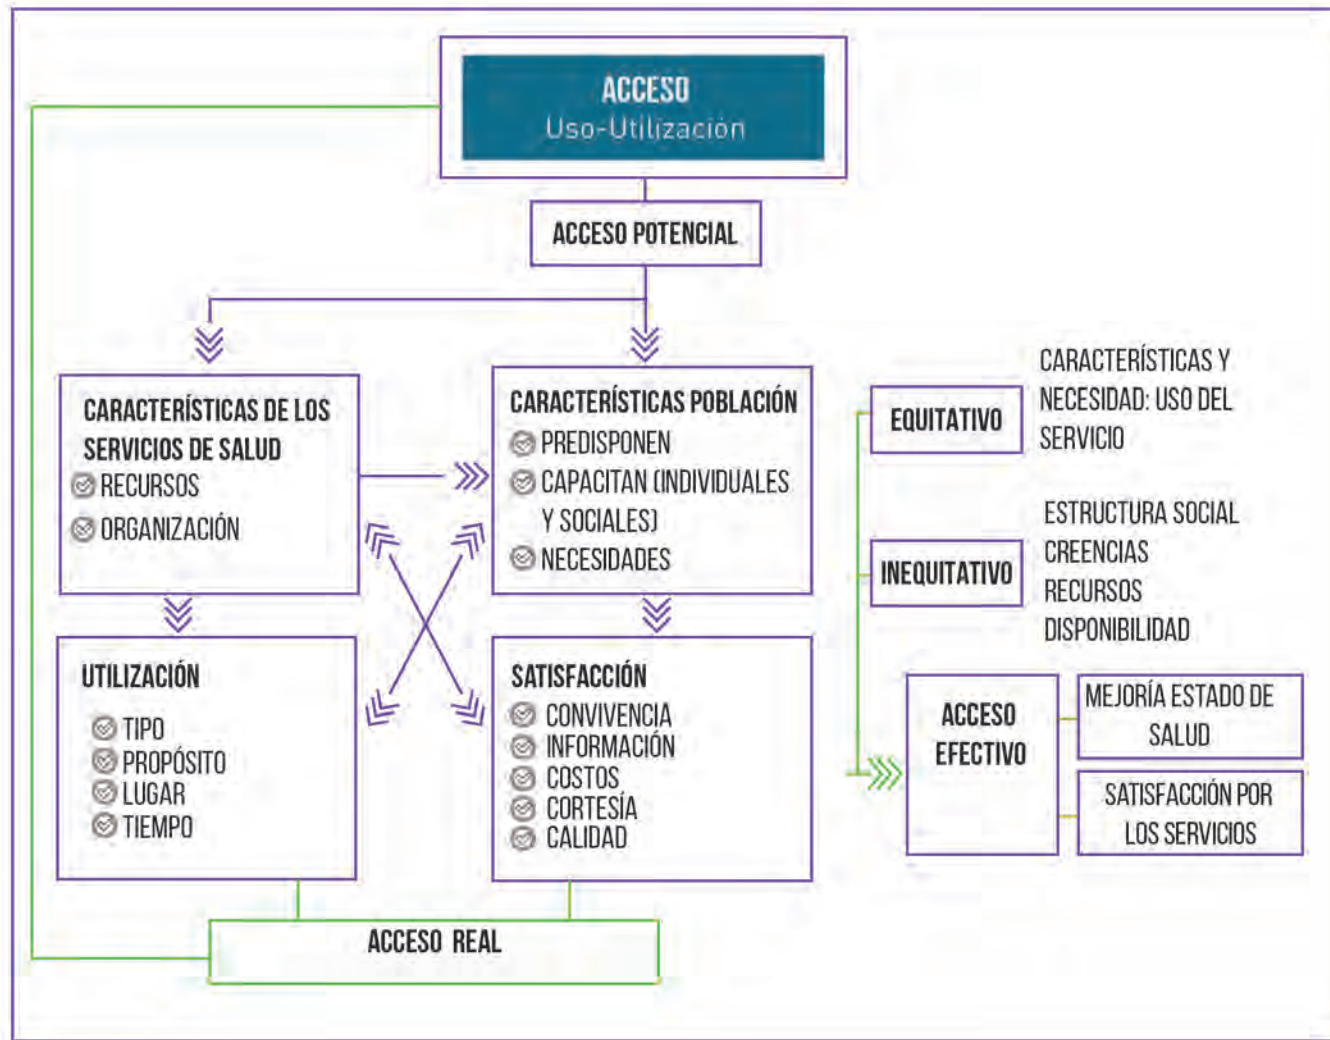 ACCESO
Uso-Utilización
ACCESO POTENCIAL
CARACTERÍSTICAS DE LOS
SERVICIOS DE SALUD
RECURSOS
ORGANIZACIÓN
CARACTERÍSTICAS POBLACIÓN
PREDISPONEN
CAPACITAN (INDIVIDUALES
Y SOCIALES)
NECESIDADES
UTILIZACIÓN
TIPO
PROPÓSITO
LUGAR
TIEMPO
SATISFACCIÓN
CONVIVENCIA
INFORMACIÓN
COSTOS
CORTESÍA
CALIDAD
ACCESO REAL
EQUITATIVO
CARACTERÍSTICAS Y
NECESIDAD: USO DEL
SERVICIO
INEQUITATIVO
ESTRUCTURA SOCIAL
CREENCIAS
RECURSOS
DISPONIBILIDAD
ACCESO
EFECTIVO
MEJORÍA ESTADO DE
SALUD
SATISFACCIÓN POR
LOS SERVICIOS